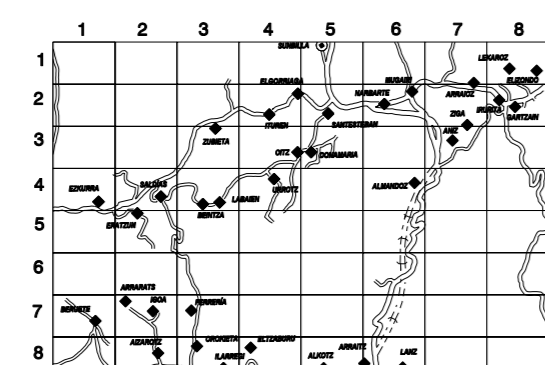 1 2 3 4 5 6 7 8
1
SUNBILLA
LEKAROZ
ELIZONDO
2
ELGORRIAGA
NARBARTE
MUGAIRI
ARRAIOZ
IRURITA
GARTZAIN
ITUREN
SANTESTEBAN
ZIGA
3
ZUBIETA
ANIZ
OITZ
DONAMARIA
4
EZKURRA
SALDIAS
URROTZ
ALMANDOZ
LABAIEN
BEINTZA
5
ERATZUN
6
ARRARATS
IGOA
7
BERUETE
FERRERÍA
AIZAROTZ
OROKIETA
ELTZABURU
ARRAITZ
8
ILARREGI
ALKOTZ
LANZ